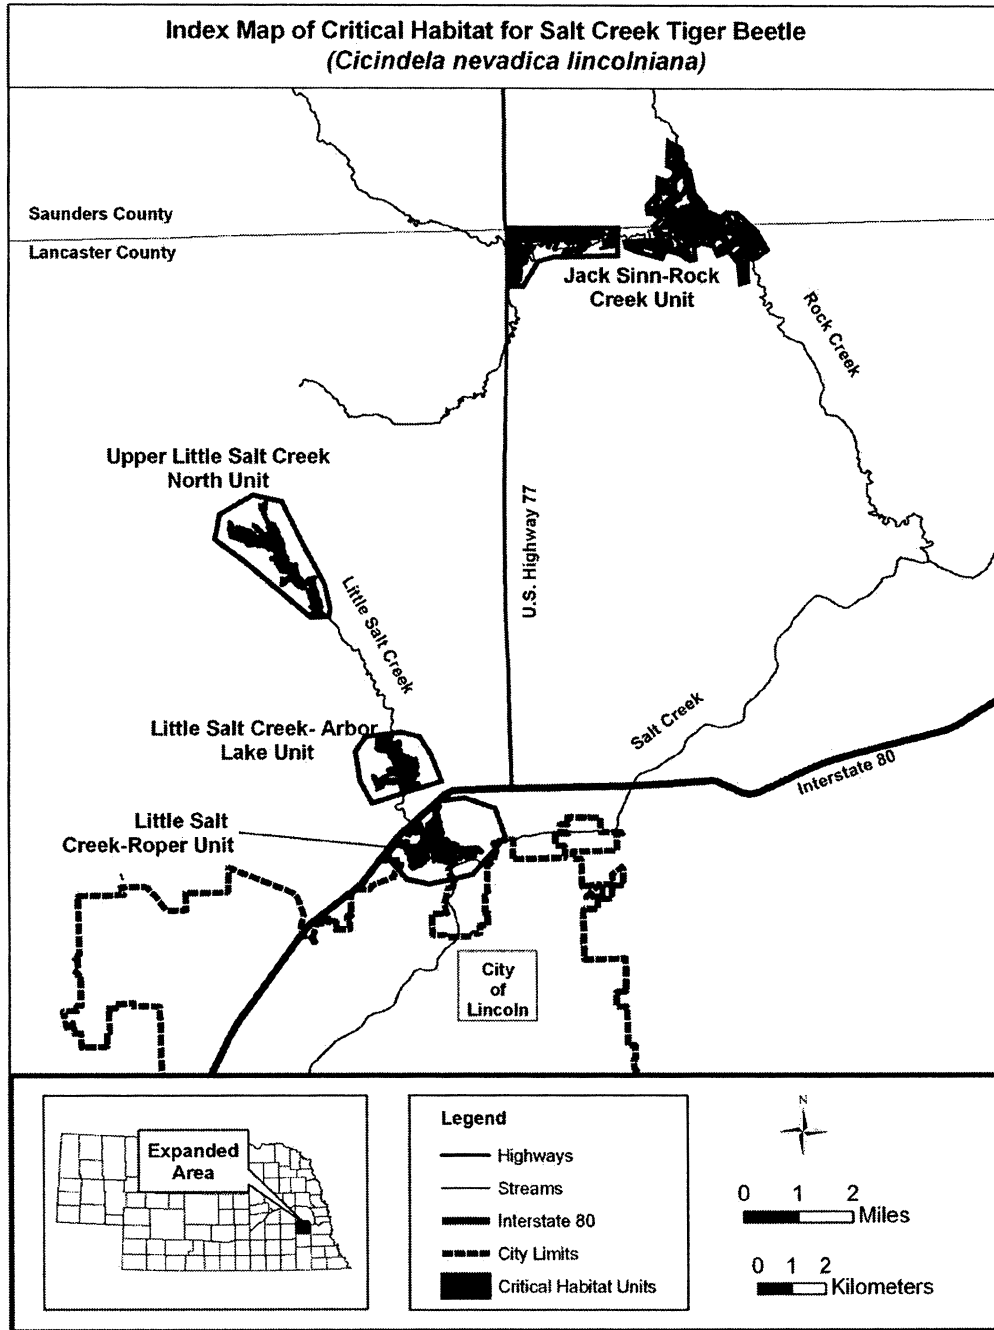 Index Map of Critical Habitat for Salt Creek Tiger Beetle
(Cicindela nevadica lincolniana)
Saunders County
Lancaster County
Jack Sinn-Rock
Creek Unit
Rock Creek
Upper Little Salt Creek
North Unit
U.S. Highway 77
Little Salt Creek
Little Salt Creek- Arbor
Lake Unit
Salt Creek
Interstate 80
Little Salt
Creek-Roper Unit
City
of
Lincoln
Expanded
Area
Legend
Highways
Streams
Interstate 80
City Limits
Critical Habitat Units
N
0 1 2
Miles
0 1 2
Kilometers